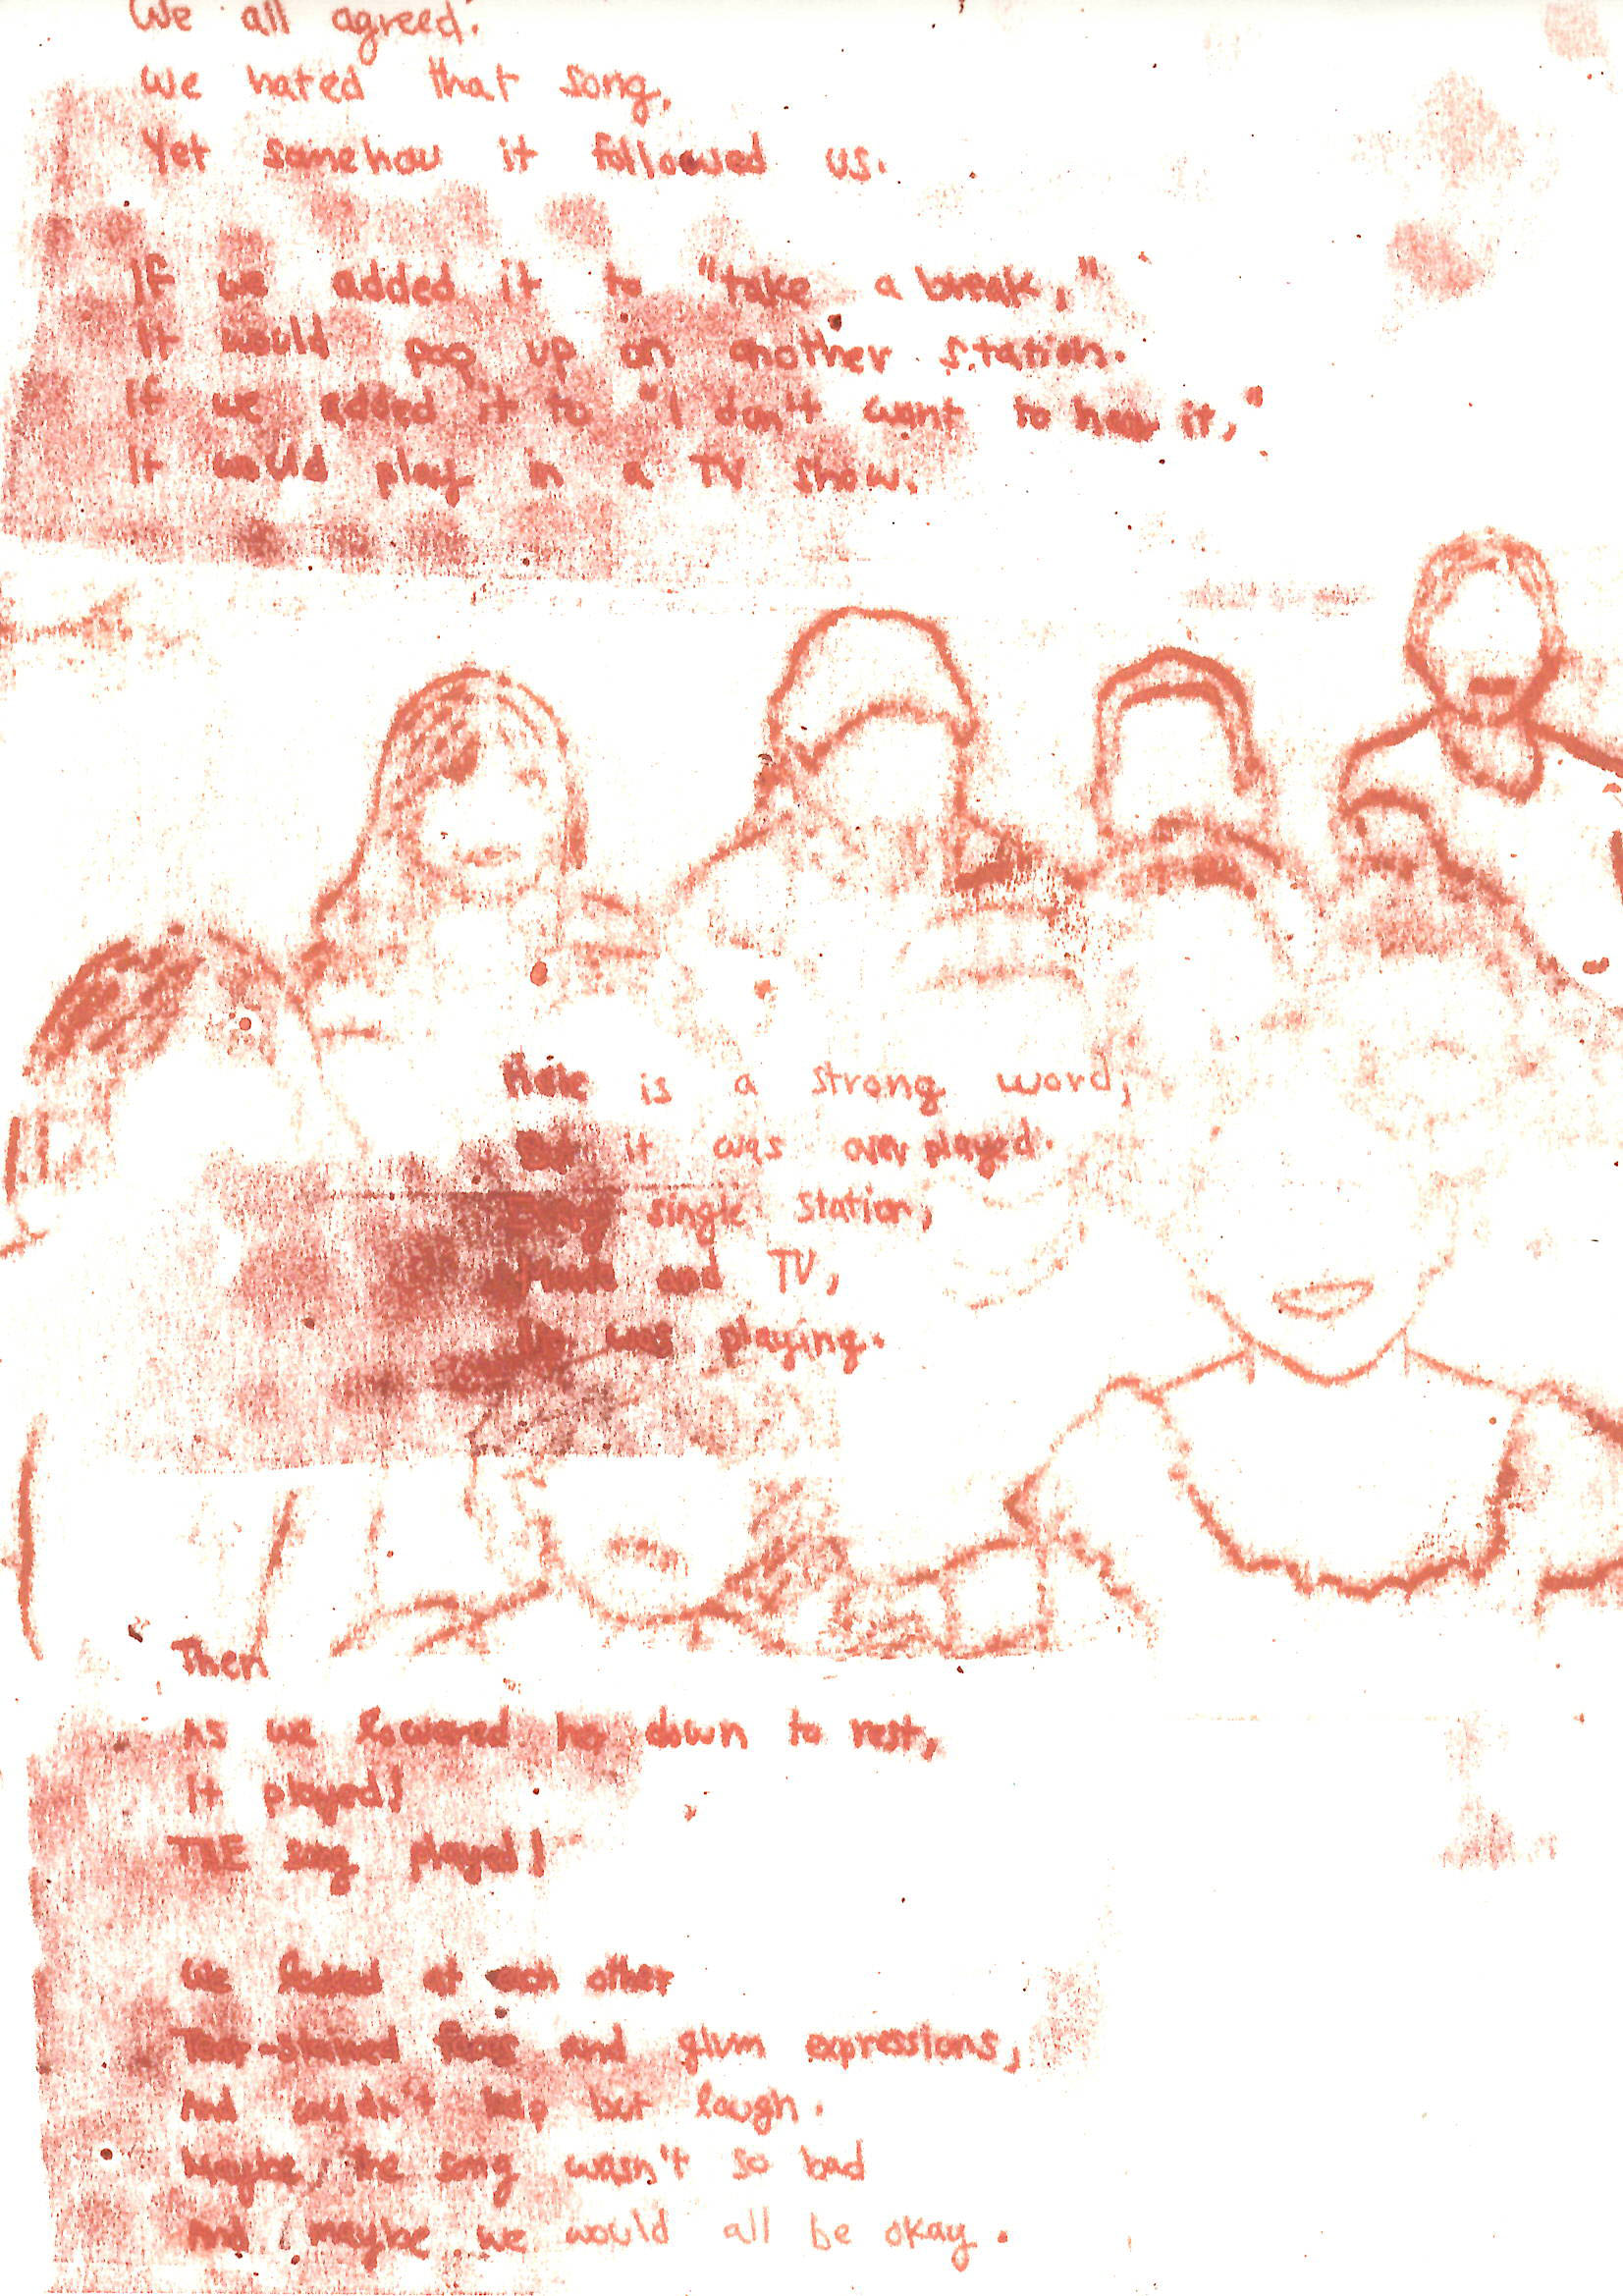 We all agreed.
We hated that song,
Yet somehow it followed us.
If we added it to "take a break,"
It would pop up on another station.
If we added it to "I don't want to hear it,"
It would play in a TV show.
Hate is a strong word,
But it was over played.
Every single station,
and TV,
was playing.
Then
As we lowered her down to rest,
It played!
THE song played!
We looked at each other
Tear-stained faces and glum expressions,
And couldn't help but laugh.
Maybe, the song wasn't so bad
And maybe we would all be okay.